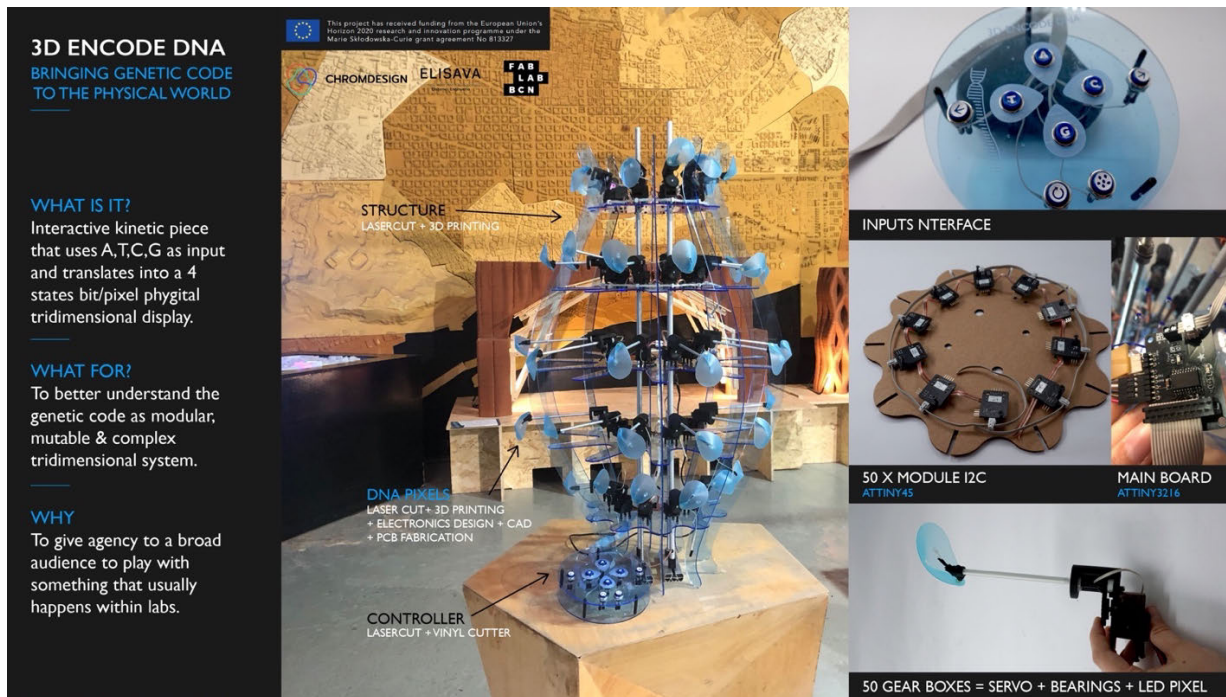 3D ENCODE DNA
BRINGING GENETIC CODE
TO THE PHYSICAL WORLD
WHAT IS IT?
Interactive kinetic piece
that uses A,T,C,G as input
and translates into a 4
states bit/pixel phygital
tridimensional display.
WHAT FOR?
To better understand the
genetic code as modular,
mutable & complex
tridimensional system.
WHY
To give agency to a broad
audience to play with
something that usually
happens within labs.
This project has received funding from the European Union's
Horizon 2020 research and innovation programme under the
Marie Skłodowska-Curie grant agreement No 813327
CHROMDESIGN
ELISAVA
FAB
LAB
BCN
STRUCTURE
LASERCUT + 3D PRINTING
DNA PIXELS
LASER CUT+ 3D PRINTING
+ ELECTRONICS DESIGN + CAD
+ PCB FABRICATION
CONTROLLER
LASERCUT + VINYL CUTTER
A
C
T
G
INPUTS NTERFACE
50 X MODULE I2C
ATTINY45
MAIN BOARD
ATTINY3216
50 GEAR BOXES = SERVO + BEARINGS + LED PIXEL